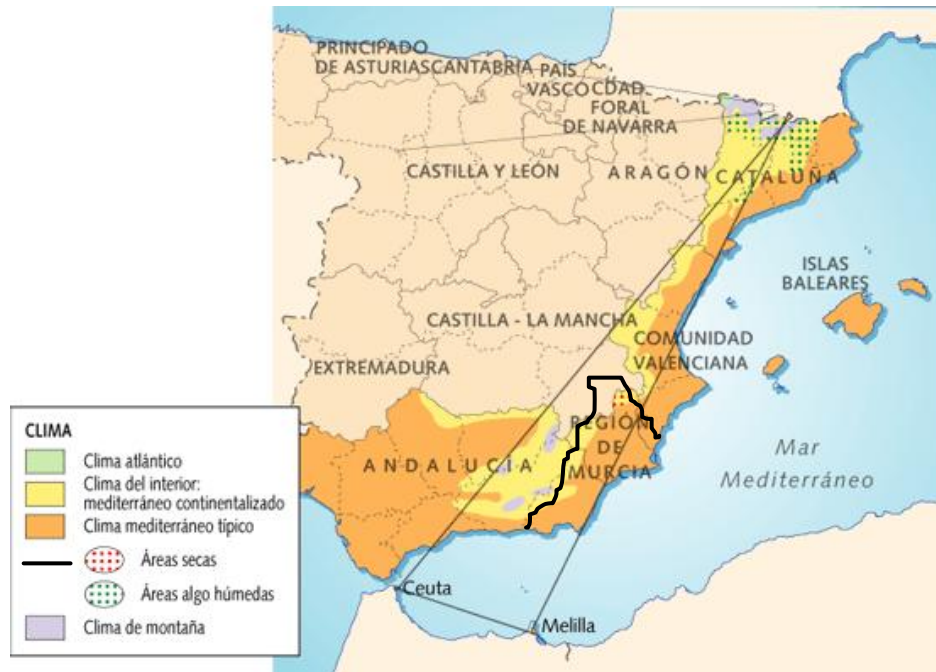 PRINCIPADO
DE ASTURIAS
CANTABRIA
PAÍS
VASCO
CDAD
FORAL
DE NAVARRA
CASTILLA Y LEÓN
ARAGÓN
CATALUÑA
ISLAS
BALEARES
CASTILLA - LA MANCHA
COMUNIDAD
VALENCIANA
EXTREMADURA
REGIÓN
DE
MURCIA
ANDALUCÍA
Mar
Mediterráneo
Ceuta
Melilla
CLIMA
Clima atlántico
Clima del interior:
mediterráneo continentalizado
Clima mediterráneo típico
Áreas secas
Áreas algo húmedas
Clima de montaña